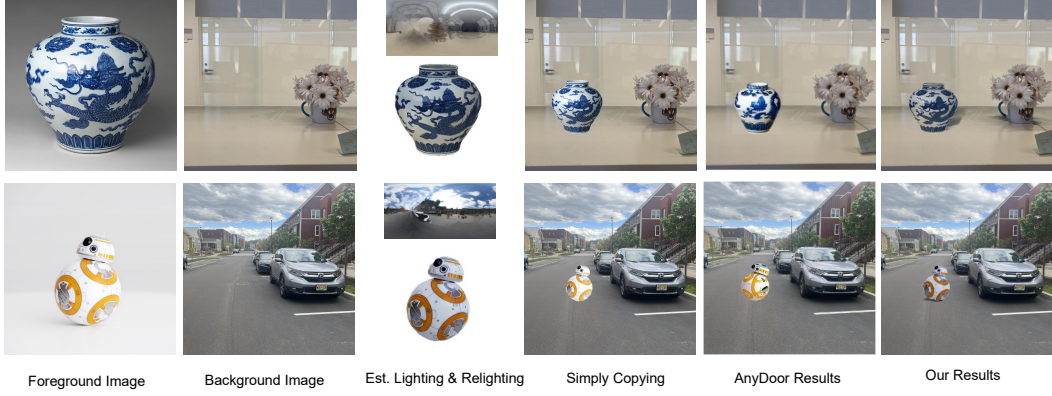 Foreground Image
Background Image
Est. Lighting & Relighting
Simply Copying
AnyDoor Results
Our Results